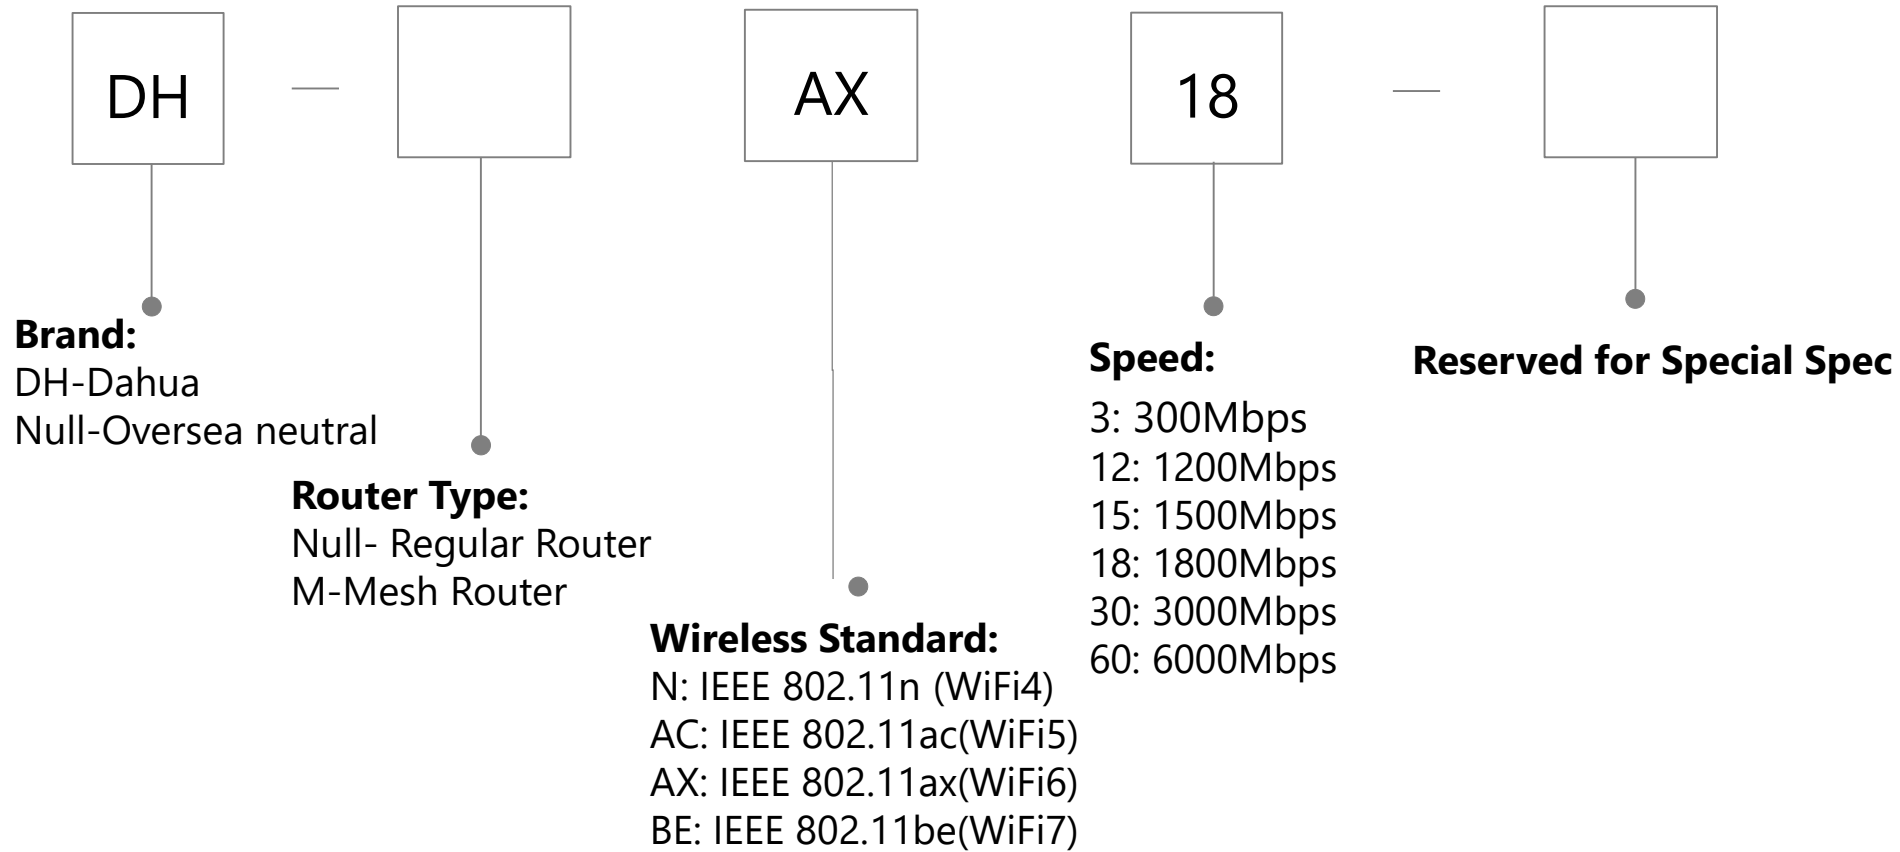 DH
AX
18
Brand:
DH-Dahua
Null-Oversea neutral
Router Type:
Null- Regular Router
M-Mesh Router
Wireless Standard:
N: IEEE 802.11n (WiFi4)
AC: IEEE 802.11ac(WiFi5)
AX: IEEE 802.11ax(WiFi6)
BE: IEEE 802.11be(WiFi7)
Speed:
3: 300Mbps
12: 1200Mbps
15: 1500Mbps
18: 1800Mbps
30: 3000Mbps
60: 6000Mbps
Reserved for Special Spec